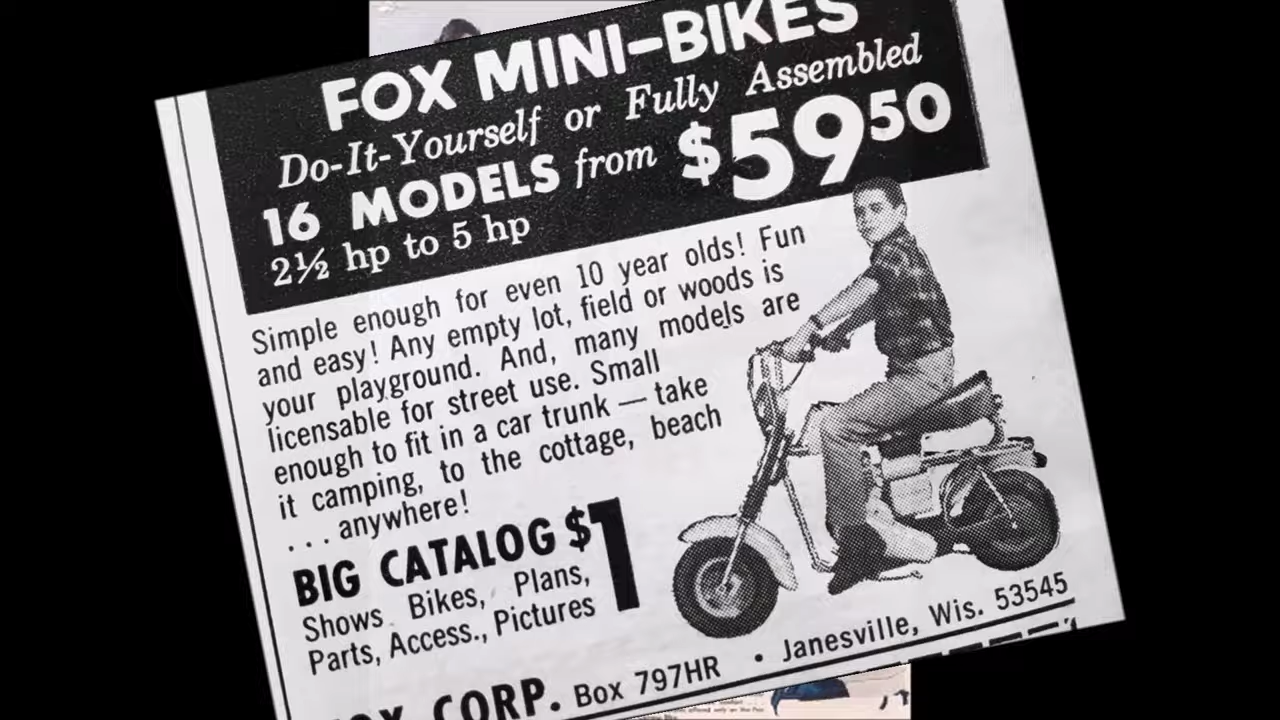 FOX MINI-BIKES
Do-It-Yourself or Fully Assembled
16 MODELS from $59.50
2½ hp to 5 hp
Simple enough for even 10 year olds! Fun
and easy! Any empty lot, field or woods is
your playground. And, many models are
licensable for street use. Small
enough to fit in a car trunk — take
it camping, to the cottage, beach
. . . anywhere!
BIG CATALOG $1
Shows Bikes, Plans,
Parts, Access., Pictures
FOX CORP. Box 797HR • Janesville, Wis. 53545